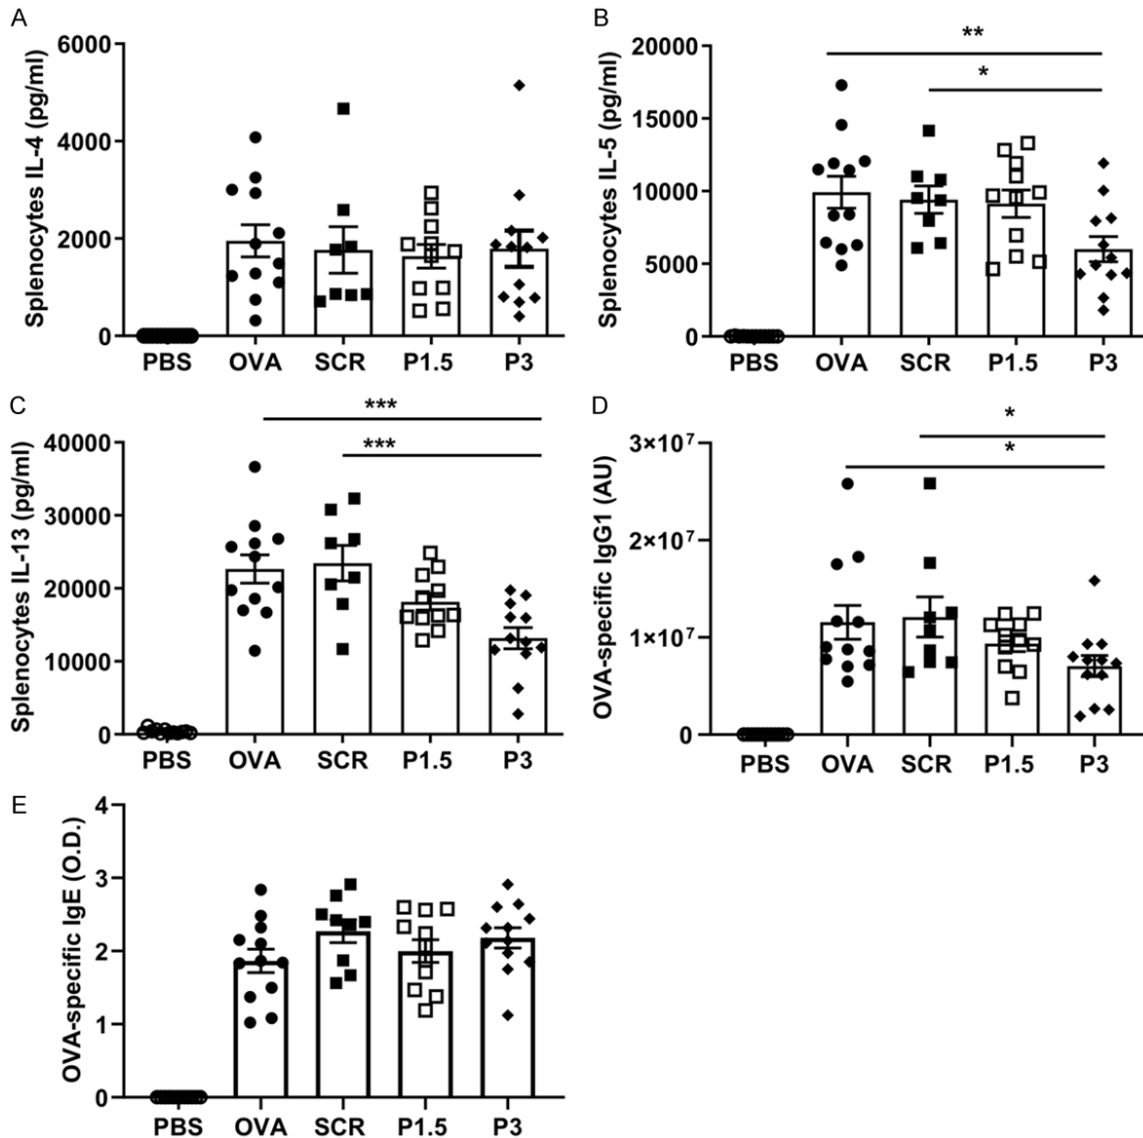 A
Splenocytes IL-4 (pg/ml)
6000
4000
2000
0
PBS OVA SCR P1.5 P3
B
Splenocytes IL-5 (pg/ml)
20000
15000
10000
5000
0
**
*
PBS OVA SCR P1.5 P3
C
Splenocytes IL-13 (pg/ml)
40000
30000
20000
10000
0
***
***
PBS OVA SCR P1.5 P3
D
OVA-specific IgG1 (AU)
3×10⁷
2×10⁷
1×10⁷
0
*
*
PBS OVA SCR P1.5 P3
E
OVA-specific IgE (O.D.)
4
3
2
1
0
PBS OVA SCR P1.5 P3